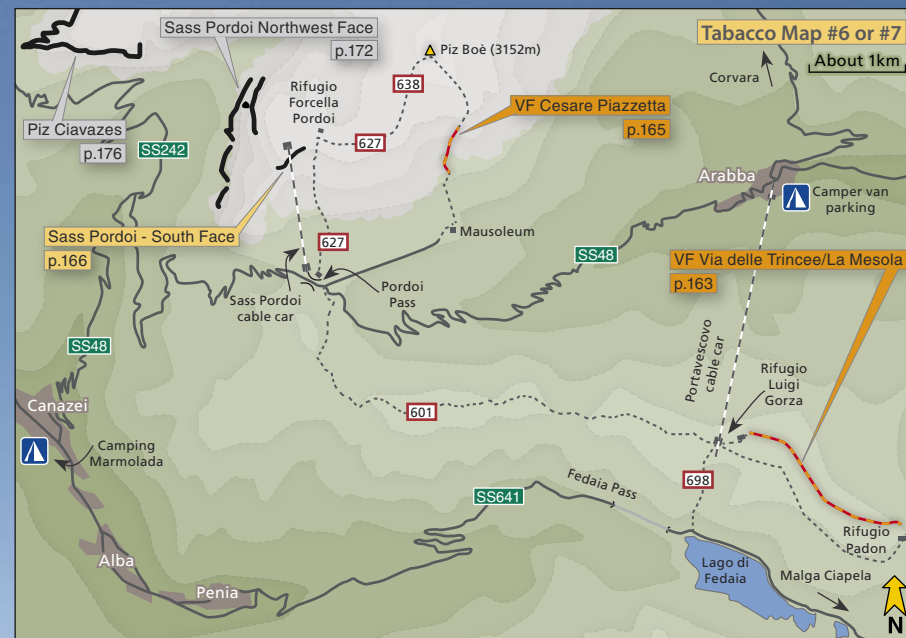 Sass Pordoi Northwest Face
p.172
Piz Boè (3152m)
Tabacco Map #6 or #7
About 1km
Corvara
638
Rifugio
Forcella
Pordoi
VF Cesare Piazzetta
p.165
Piz Ciavazes
p.176
SS242
627
Arabba
Camper van
parking
Sass Pordoi - South Face
p.166
627
Mausoleum
SS48
VF Via delle Trincee/La Mesola
p.163
Sass Pordoi
cable car
Pordoi
Pass
SS48
Portavescovo
cable car
Rifugio
Luigi
Gorza
Canazei
601
Camping
Marmolada
698
Fedaia Pass
SS641
Rifugio
Padon
Alba
Lago di
Fedaia
Malga Ciapela
Penia
N